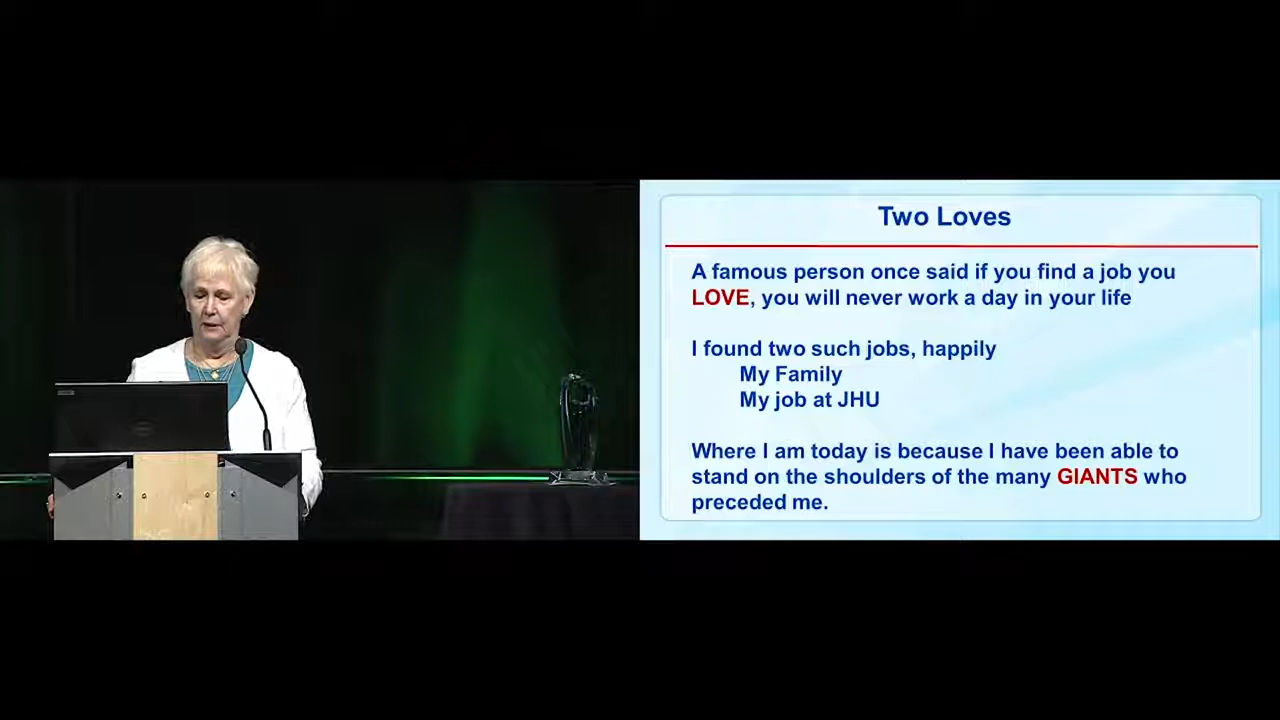 Two Loves
A famous person once said if you find a job you
LOVE, you will never work a day in your life
I found two such jobs, happily
My Family
My job at JHU
Where I am today is because I have been able to
stand on the shoulders of the many GIANTS who
preceded me.